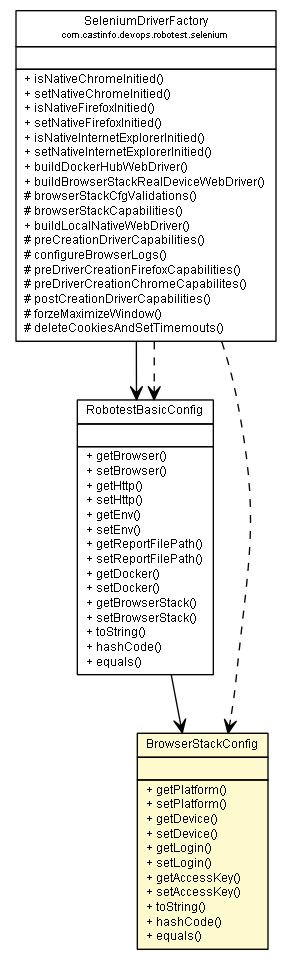 SeleniumDriverFactory
com.castinfo.devops.robotest.selenium
+ isNativeChromeInitied()
+ setNativeChromeInitied()
+ isNativeFirefoxInitied()
+ setNativeFirefoxInitied()
+ isNativeInternetExplorerInitied()
+ setNativeInternetExplorerInitied()
+ buildDockerHubWebDriver()
+ buildBrowserStackRealDeviceWebDriver()
# browserStackCfgValidations()
# browserStackCapabilities()
+ buildLocalNativeWebDriver()
# preCreationDriverCapabilities()
# configureBrowserLogs()
# preDriverCreationFirefoxCapabilities()
# preDriverCreationChromeCapabilites()
# postCreationDriverCapabilities()
# forzeMaximizeWindow()
# deleteCookiesAndSetTimemouts()
RobotestBasicConfig
+ getBrowser()
+ setBrowser()
+ getHttp()
+ setHttp()
+ getEnv()
+ setEnv()
+ getReportFilePath()
+ setReportFilePath()
+ getDocker()
+ setDocker()
+ getBrowserStack()
+ setBrowserStack()
+ toString()
+ hashCode()
+ equals()
BrowserStackConfig
+ getPlatform()
+ setPlatform()
+ getDevice()
+ setDevice()
+ getLogin()
+ setLogin()
+ getAccessKey()
+ setAccessKey()
+ toString()
+ hashCode()
+ equals()